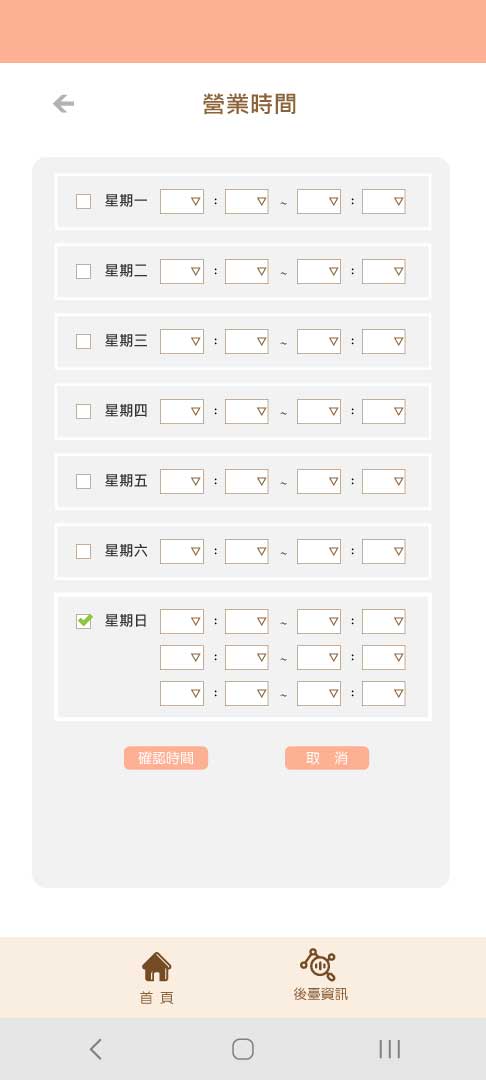 營業時間
星期一 : ~ :
星期二 : ~ :
星期三 : ~ :
星期四 : ~ :
星期五 : ~ :
星期六 : ~ :
星期日 : ~ :
: ~ :
: ~ :
確認時間 取 消
首 頁 後臺資訊